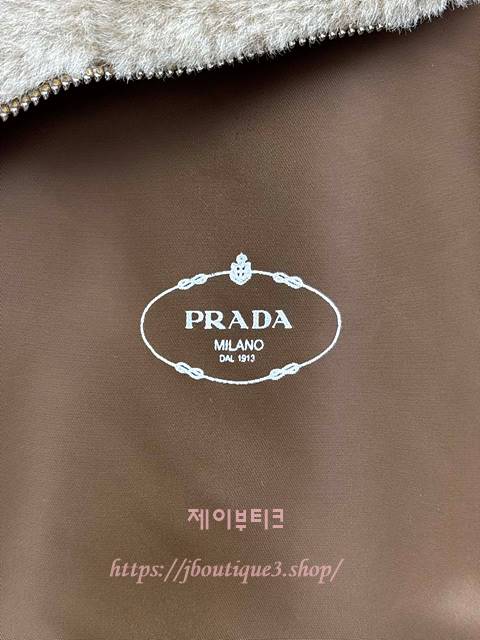 PRADA
MILANO
DAL 1913
제이부티크
https://jboutique3.shop/